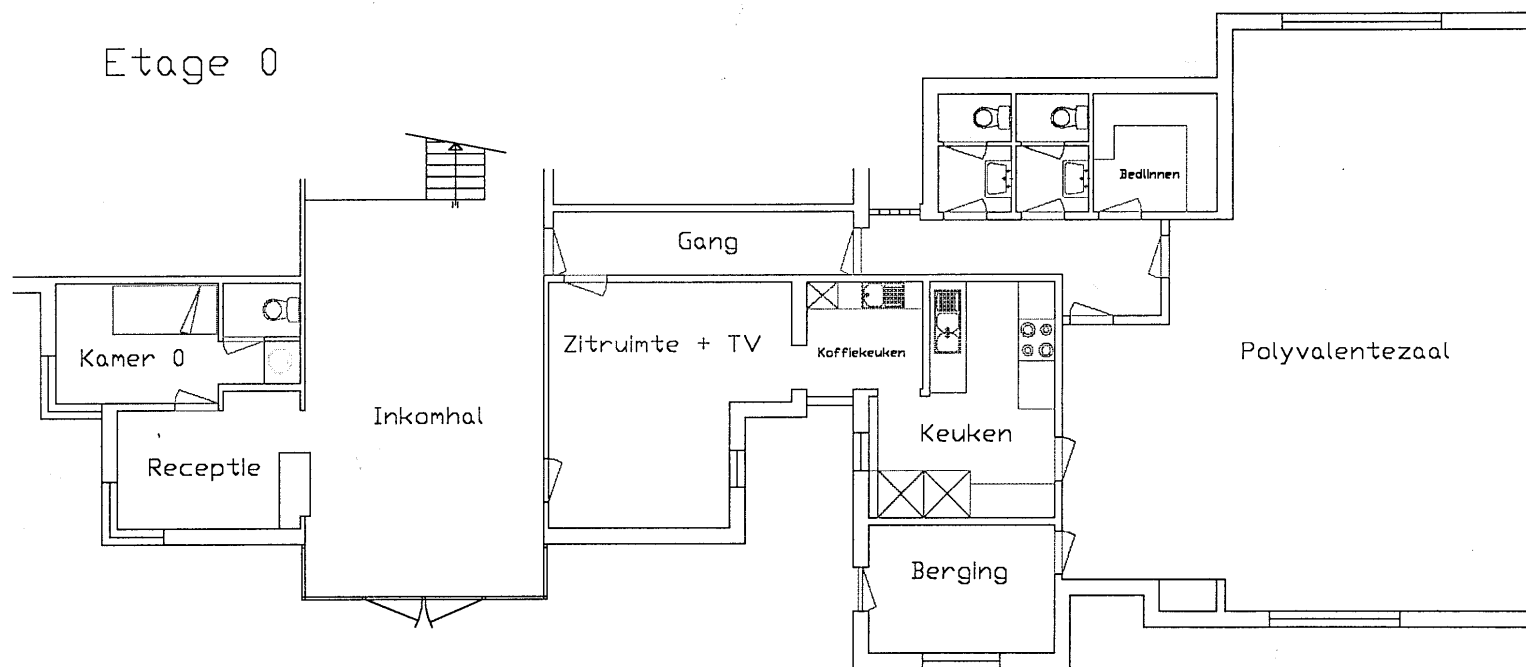 Etage 0
Bedlinnen
Gang
Kamer 0
Zitruimte + TV
Koffiekeuken
Polyvalentezaal
Inkomhal
Keuken
Receptie
Berging